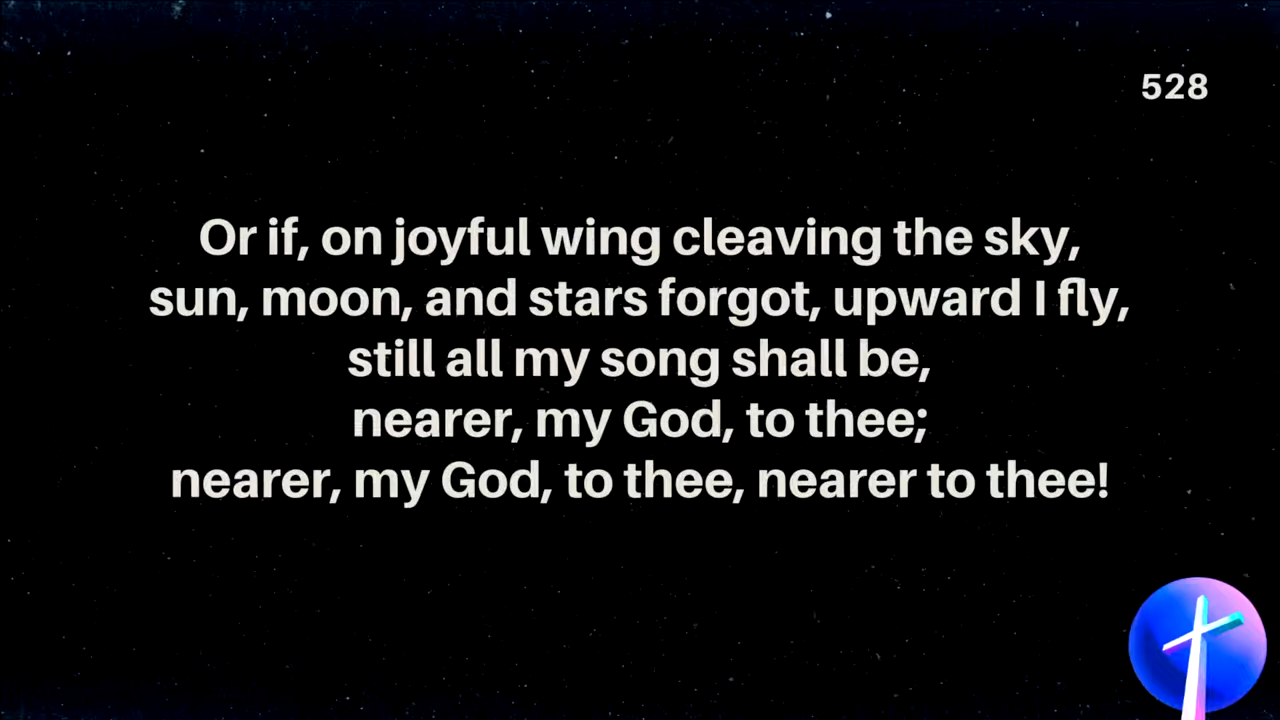 528
Or if, on joyful wing cleaving the sky,
sun, moon, and stars forgot, upward I fly,
still all my song shall be,
nearer, my God, to thee;
nearer, my God, to thee, nearer to thee!